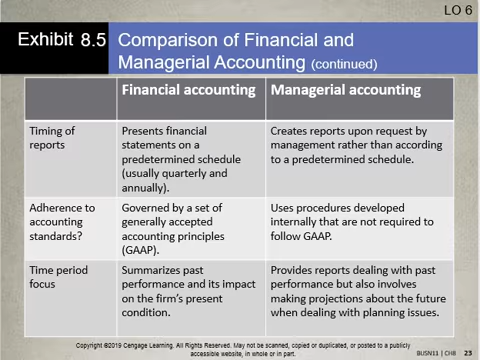 LO 6
Exhibit 8.5
Comparison of Financial and
Managerial Accounting (continued)
Financial accounting
Managerial accounting
Timing of
reports
Presents financial
statements on a
predetermined schedule
(usually quarterly and
annually).
Creates reports upon request by
management rather than according
to a predetermined schedule.
Adherence to
accounting
standards?
Governed by a set of
generally accepted
accounting principles
(GAAP).
Uses procedures developed
internally that are not required to
follow GAAP.
Time period
focus
Summarizes past
performance and its impact
on the firm's present
condition.
Provides reports dealing with past
performance but also involves
making projections about the future
when dealing with planning issues.
Copyright ©2019 Cengage Learning. All Rights Reserved. May not be scanned, copied or duplicated, or posted to a publicly
accessible website, in whole or in part.
BUSN11 | CH8 23